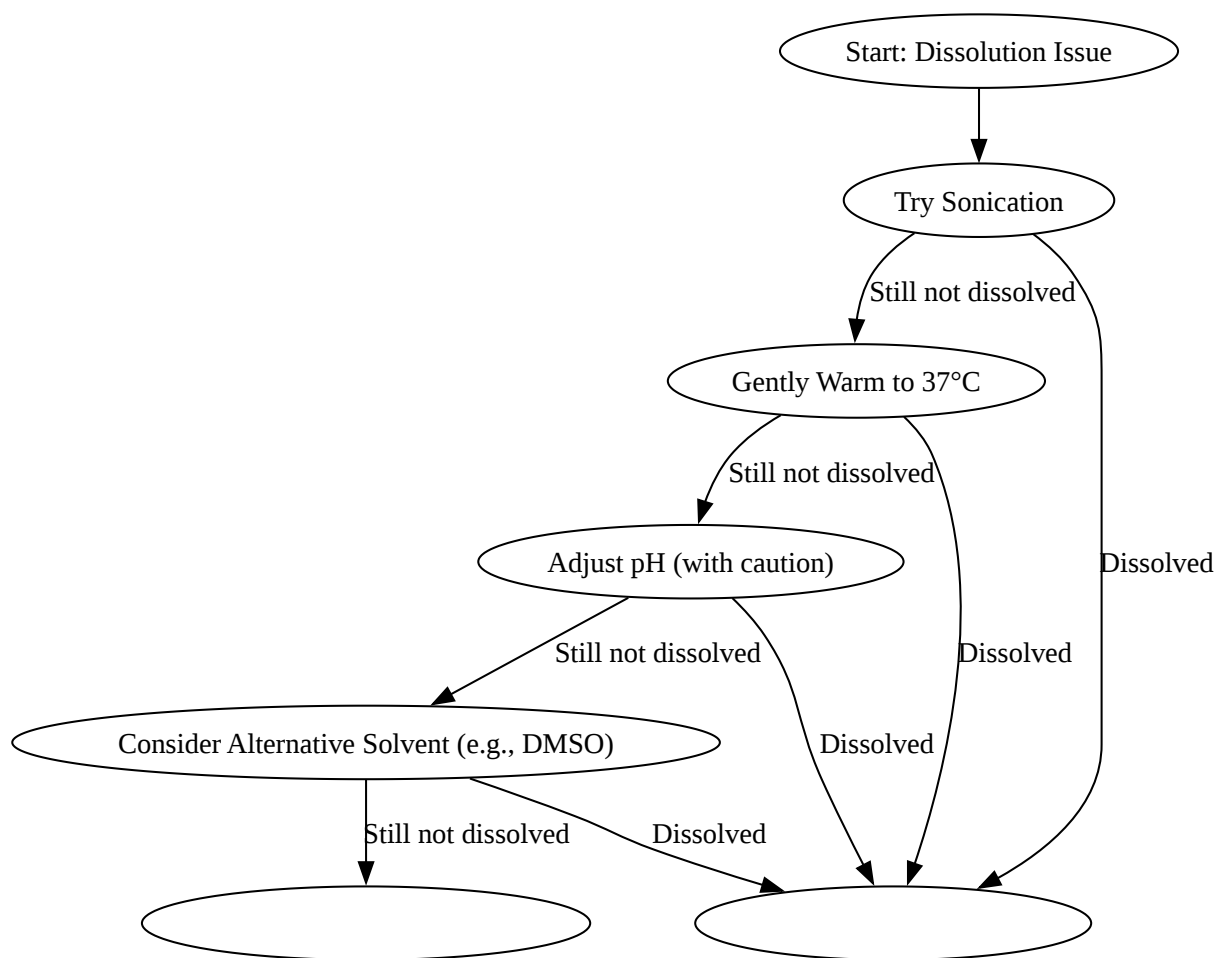 Start: Dissolution Issue
Try Sonication
Still not dissolved
Gently Warm to 37°C
Still not dissolved
Adjust pH (with caution)
Dissolved
Still not dissolved
Dissolved
Consider Alternative Solvent (e.g., DMSO)
Dissolved
Still not dissolved
Dissolved